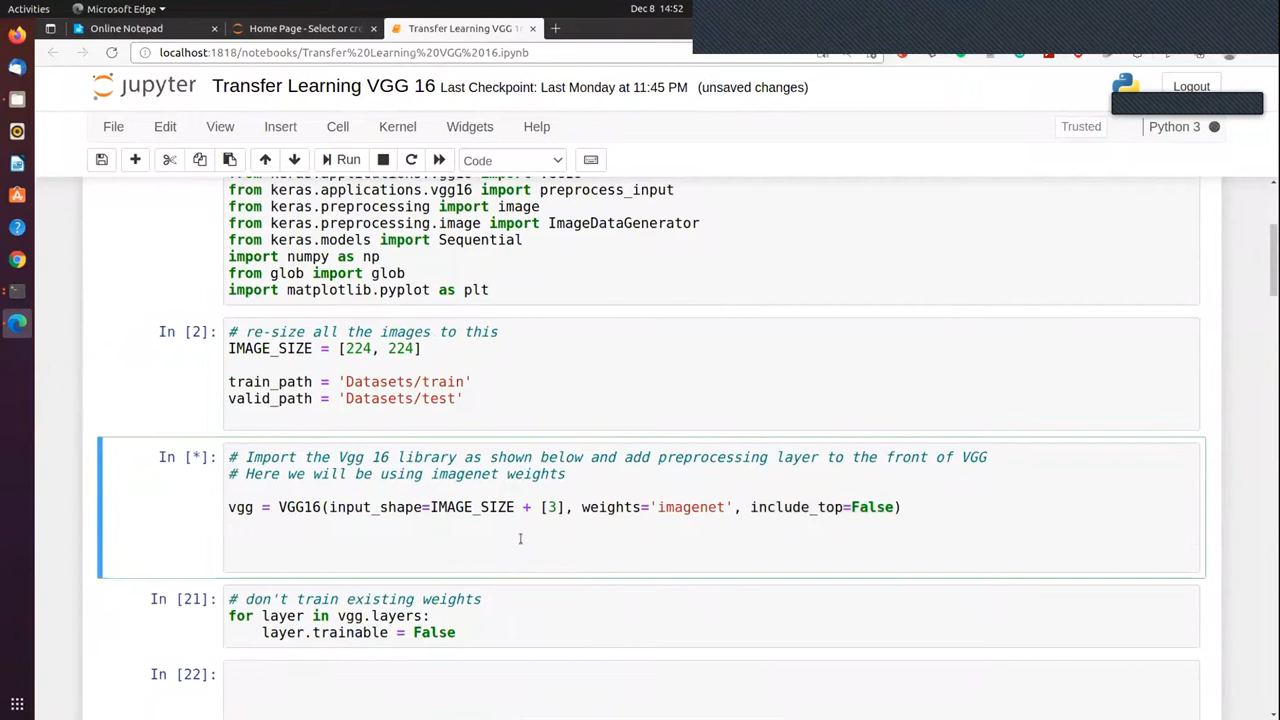 Activities
Microsoft Edge
Dec 8 14:52
Online Notepad
Home Page - Select or cre
Transfer Learning VGG 1
localhost:1818/notebooks/Transfer%20Learning%20VGG%2016.ipynb
jupyter
Transfer Learning VGG 16 Last Checkpoint: Last Monday at 11:45 PM (unsaved changes)
Logout
File Edit View Insert Cell Kernel Widgets Help
Trusted
Python 3
Run
Code
from keras.applications.vgg16 import preprocess_input
from keras.preprocessing import image
from keras.preprocessing.image import ImageDataGenerator
from keras.models import Sequential
import numpy as np
from glob import glob
import matplotlib.pyplot as plt
In [2]:
# re-size all the images to this
IMAGE_SIZE = [224, 224]
train_path = 'Datasets/train'
valid_path = 'Datasets/test'
In [*]:
# Import the Vgg 16 library as shown below and add preprocessing layer to the front of VGG
# Here we will be using imagenet weights
vgg = VGG16(input_shape=IMAGE_SIZE + [3], weights='imagenet', include_top=False)
In [21]:
# don't train existing weights
for layer in vgg.layers:
    layer.trainable = False
In [22]: